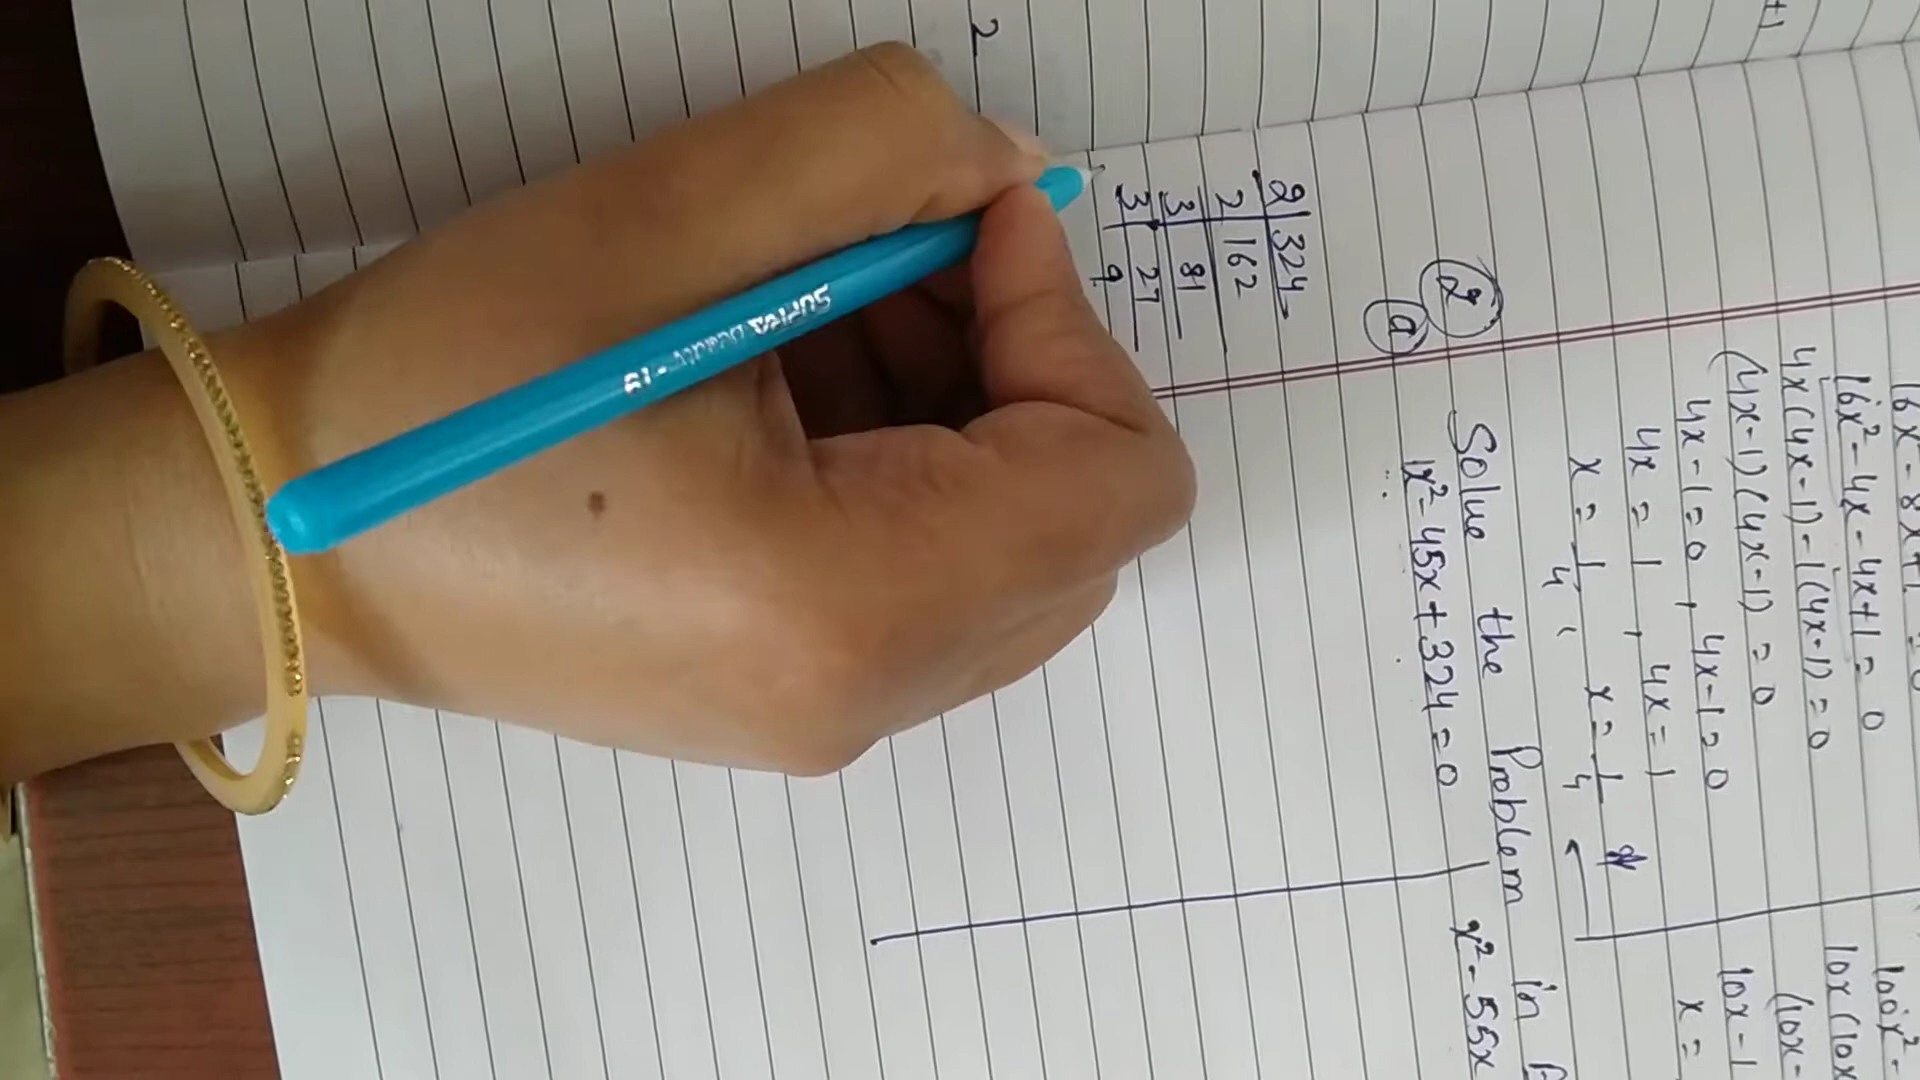 +1
16x² - 4x - 4x + 1 = 0
4x(4x - 1) - 1(4x - 1) = 0
(4x - 1)(4x - 1) = 0
4x - 1 = 0, 4x - 1 = 0
4x = 1, 4x = 1
x = 1/4, x = 1/4
100x² -
10x(10x
(10x -
10x - 1
x =
2 Solve the Problem in
a x² - 45x + 324 = 0
x² - 55x
2 | 324
2 | 162
3 | 81
3 | 27
9
2